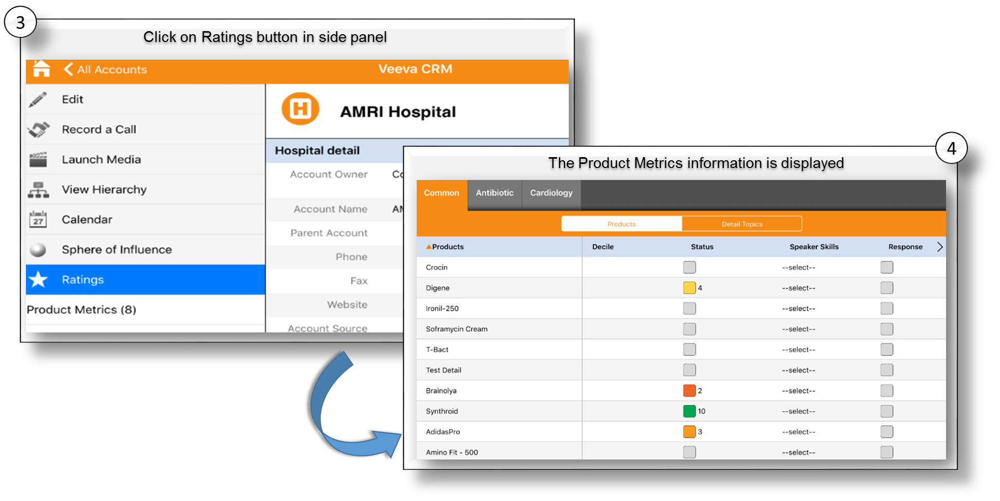 3
Click on Ratings button in side panel
All Accounts
Veeva CRM
Edit
Record a Call
Launch Media
View Hierarchy
27
Calendar
Sphere of Influence
Ratings
Product Metrics (8)
H
AMRI Hospital
Hospital detail
Account Owner
Account Name
Parent Account
Phone
Fax
Website
Account Source
4
The Product Metrics information is displayed
Common Antibiotic Cardiology
Products Detail Topics
Products Decile Status Speaker Skills Response
Crocin --select--
Digene 4 --select--
Ironil-250 --select--
Soframycin Cream --select--
T-Bact --select--
Test Detail --select--
Brainolya 2 --select--
Synthroid 10 --select--
AdidasPro 3 --select--
Amino Fit - 500 --select--